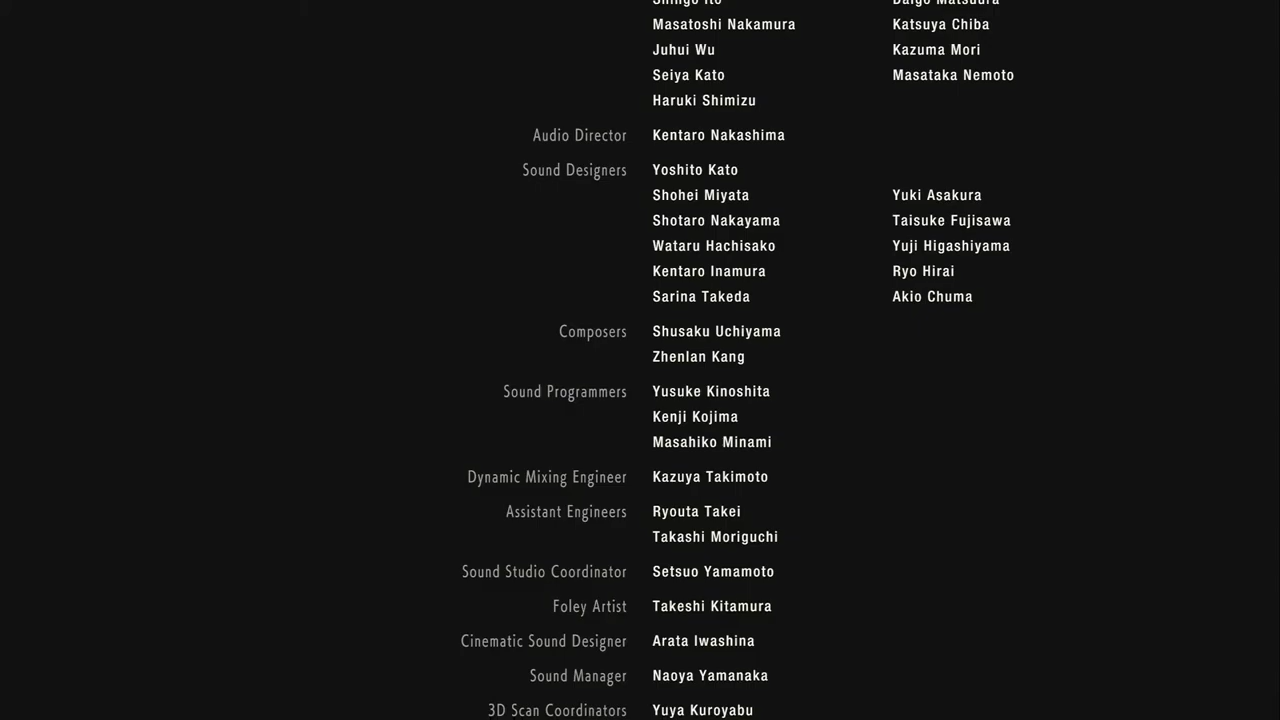 Shingo Ito Daigo Matsuura
Masatoshi Nakamura Katsuya Chiba
Juhui Wu Kazuma Mori
Seiya Kato Masataka Nemoto
Haruki Shimizu
Audio Director Kentaro Nakashima
Sound Designers Yoshito Kato
Shohei Miyata Yuki Asakura
Shotaro Nakayama Taisuke Fujisawa
Wataru Hachisako Yuji Higashiyama
Kentaro Inamura Ryo Hirai
Sarina Takeda Akio Chuma
Composers Shusaku Uchiyama
Zhenlan Kang
Sound Programmers Yusuke Kinoshita
Kenji Kojima
Masahiko Minami
Dynamic Mixing Engineer Kazuya Takimoto
Assistant Engineers Ryouta Takei
Takashi Moriguchi
Sound Studio Coordinator Setsuo Yamamoto
Foley Artist Takeshi Kitamura
Cinematic Sound Designer Arata Iwashina
Sound Manager Naoya Yamanaka
3D Scan Coordinators Yuya Kuroyabu